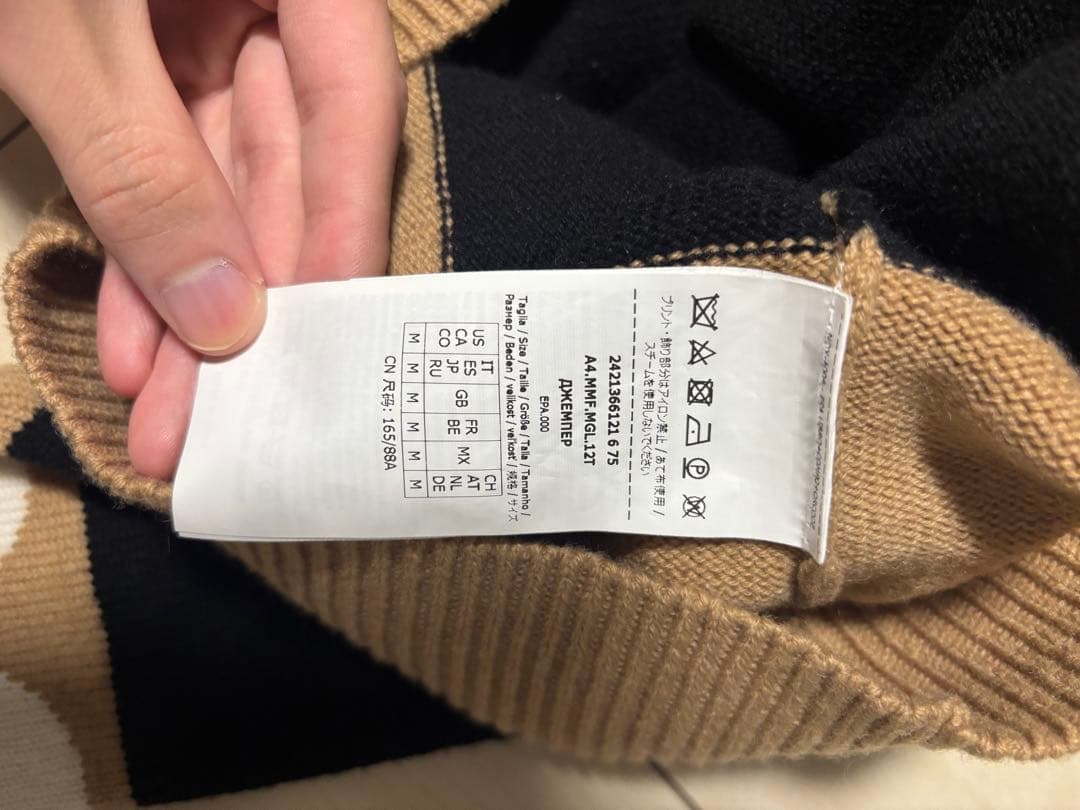 プリント・飾り部分はアイロン禁止 / あて布使用 /
スチームを使用しないでください
2421366121 6 75
A4.MMF.MGL.12T
ДЖЕМПЕР
EPA.000
Taglia / Size / Taille / Größe / Talla / Tamanho /
Размер / Beden / velikost / veľkosť / 规格 / サイズ
IT ES GB FR MX CH
US JP BE AT
CA RU NL
CO DE
M M M M M M
CN 尺码: 165/88A